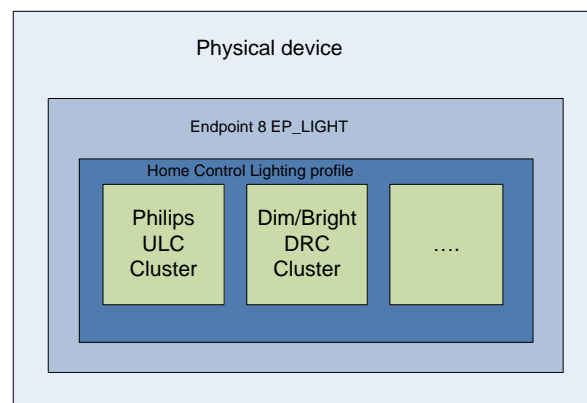 Physical device
Endpoint 8 EP_LIGHT
Home Control Lighting profile
Philips
ULC
Cluster
Dim/Bright
DRC
Cluster
....